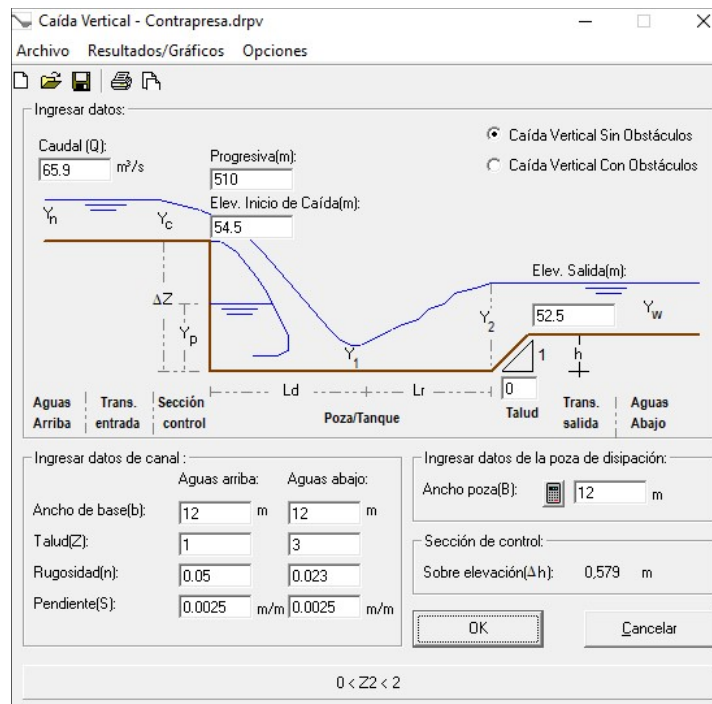 Caída Vertical - Contrapresa.drpv
Archivo Resultados/Gráficos Opciones
Ingresar datos:
Caudal (Q):
65.9 m³/s
Progresiva(m):
510
Elev. Inicio de Caída(m):
54.5
Caída Vertical Sin Obstáculos
Caída Vertical Con Obstáculos
Yn
Yc
ΔZ
Yp
Y1
Y2
Elev. Salida(m):
52.5
Yw
1
h
0
Ld
Lr
Aguas Arriba
Trans. entrada
Sección control
Poza/Tanque
Talud
Trans. salida
Aguas Abajo
Ingresar datos de canal :
Aguas arriba: Aguas abajo:
Ancho de base(b): 12 m 12 m
Talud(Z): 1 3
Rugosidad(n): 0.05 0.023
Pendiente(S): 0.0025 m/m 0.0025 m/m
Ingresar datos de la poza de disipación:
Ancho poza(B): 12 m
Sección de control:
Sobre elevación(Δh): 0,579 m
OK Cancelar
0 < Z2 < 2